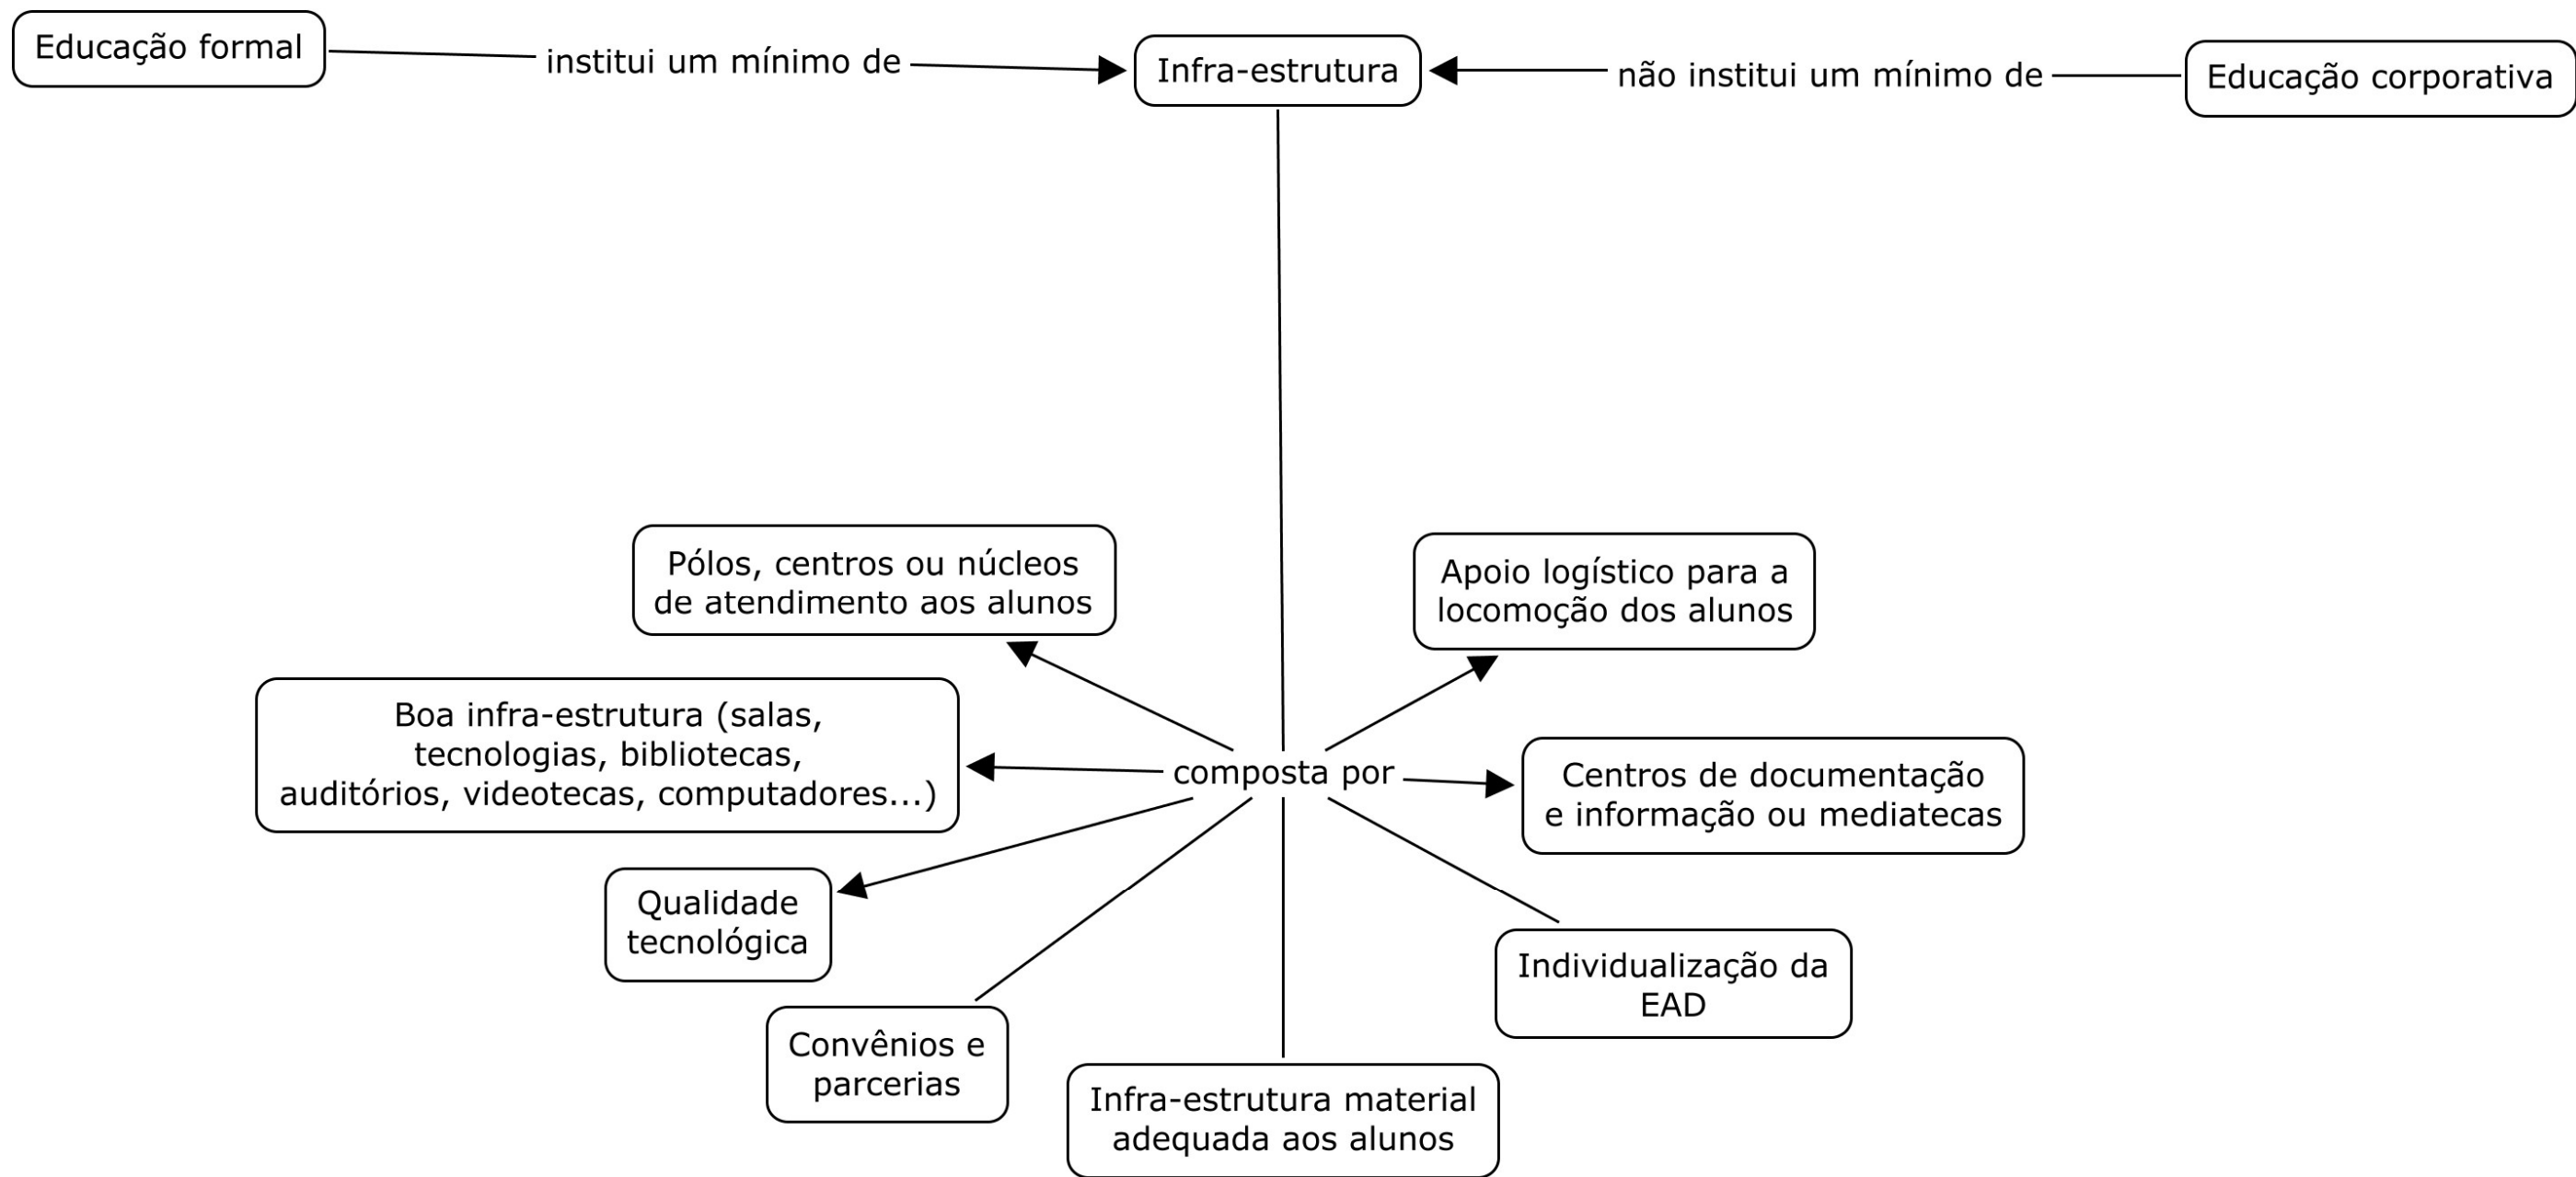 Educação formal
institui um mínimo de
Infra-estrutura
não institui um mínimo de
Educação corporativa
Pólos, centros ou núcleos
de atendimento aos alunos
Apoio logístico para a
locomoção dos alunos
Boa infra-estrutura (salas,
tecnologias, bibliotecas,
auditórios, videotecas, computadores...)
composta por
Centros de documentação
e informação ou mediatecas
Qualidade
tecnológica
Individualização da
EAD
Convênios e
parcerias
Infra-estrutura material
adequada aos alunos